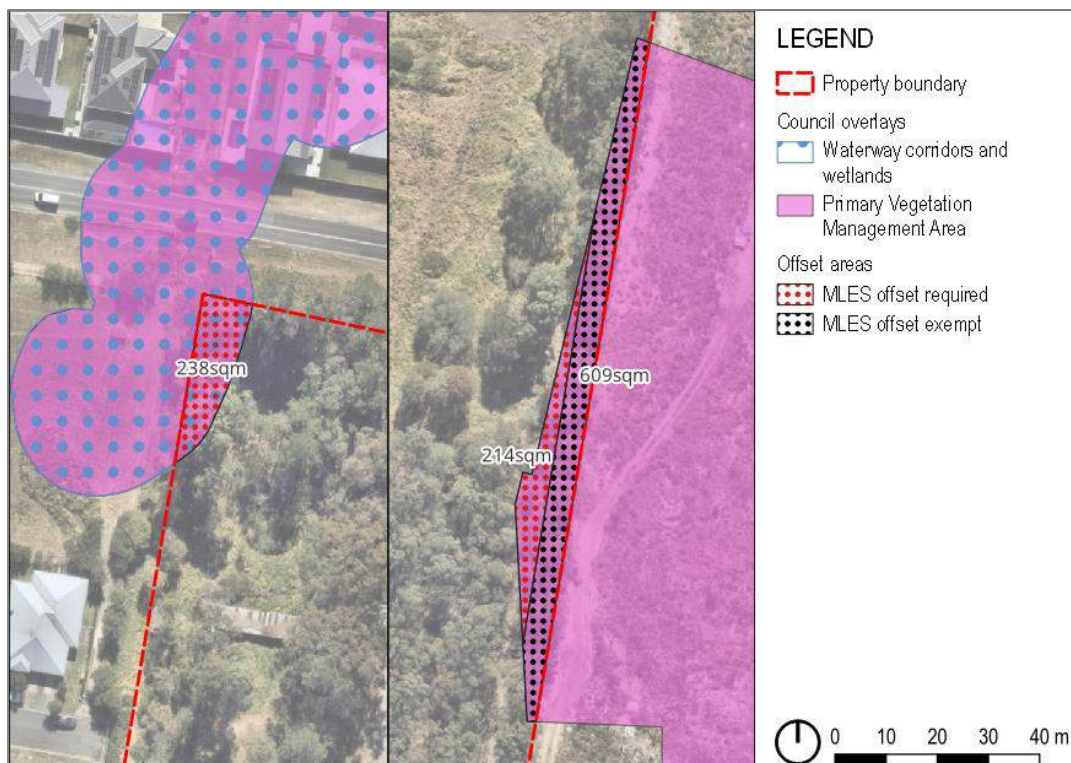 238sqm
609sqm
214sqm
LEGEND
Property boundary
Council overlays
Waterway corridors and
wetlands
Primary Vegetation
Management Area
Offset areas
MLES offset required
MLES offset exempt
0 10 20 30 40 m